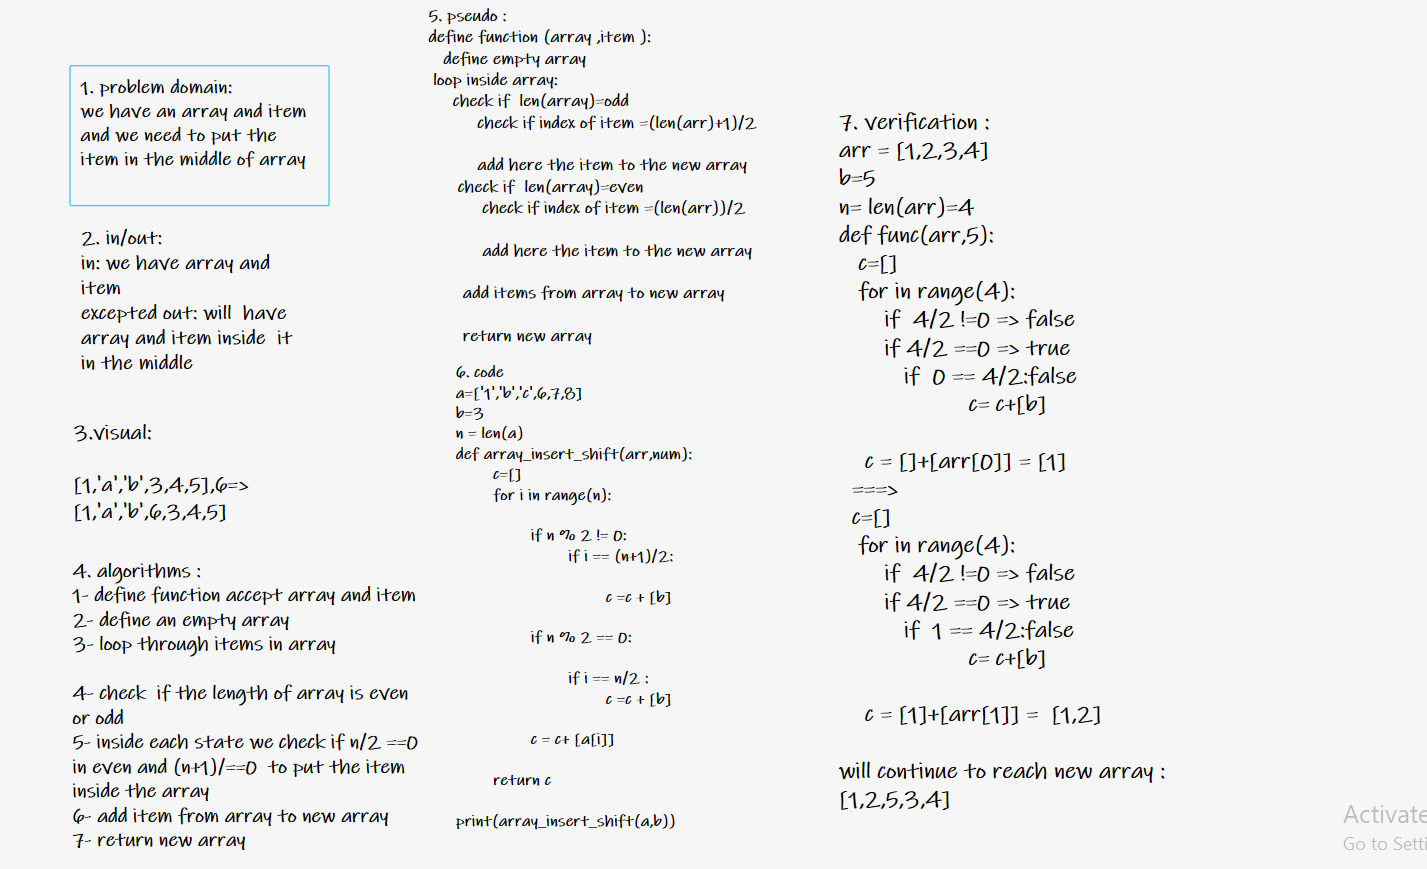 1. problem domain:
we have an array and item
and we need to put the
item in the middle of array
2. in/out:
in: we have array and
item
excepted out: will have
array and item inside it
in the middle
3.visual:
[1,'a','b',3,4,5],6=>
[1,'a','b',6,3,4,5]
4. algorithms :
1- define function accept array and item
2- define an empty array
3- loop through items in array
4- check if the length of array is even
or odd
5- inside each state we check if n/2 ==0
in even and (n+1)/==0 to put the item
inside the array
6- add item from array to new array
7- return new array
5. pseudo :
define function (array ,item ):
define empty array
loop inside array:
check if len(array)=odd
check if index of item =(len(arr)+1)/2
add here the item to the new array
check if len(array)=even
check if index of item =(len(arr))/2
add here the item to the new array
add items from array to new array
return new array
6. code
a=['1','b','c',6,7,8]
b=3
n = len(a)
def array_insert_shift(arr,num):
c=[]
for i in range(n):
if n % 2 != 0:
if i == (n+1)/2:
c =c + [b]
if n % 2 == 0:
if i == n/2 :
c =c + [b]
c = c+ [a[i]]
return c
print(array_insert_shift(a,b))
7. verification :
arr = [1,2,3,4]
b=5
n= len(arr)=4
def func(arr,5):
c=[]
for in range(4):
if 4/2 !=0 => false
if 4/2 ==0 => true
if 0 == 4/2:false
c= c+[b]
c = []+[arr[0]] = [1]
===>
c=[]
for in range(4):
if 4/2 !=0 => false
if 4/2 ==0 => true
if 1 == 4/2:false
c= c+[b]
c = [1]+[arr[1]] = [1,2]
will continue to reach new array :
[1,2,5,3,4]
Activate
Go to Setti